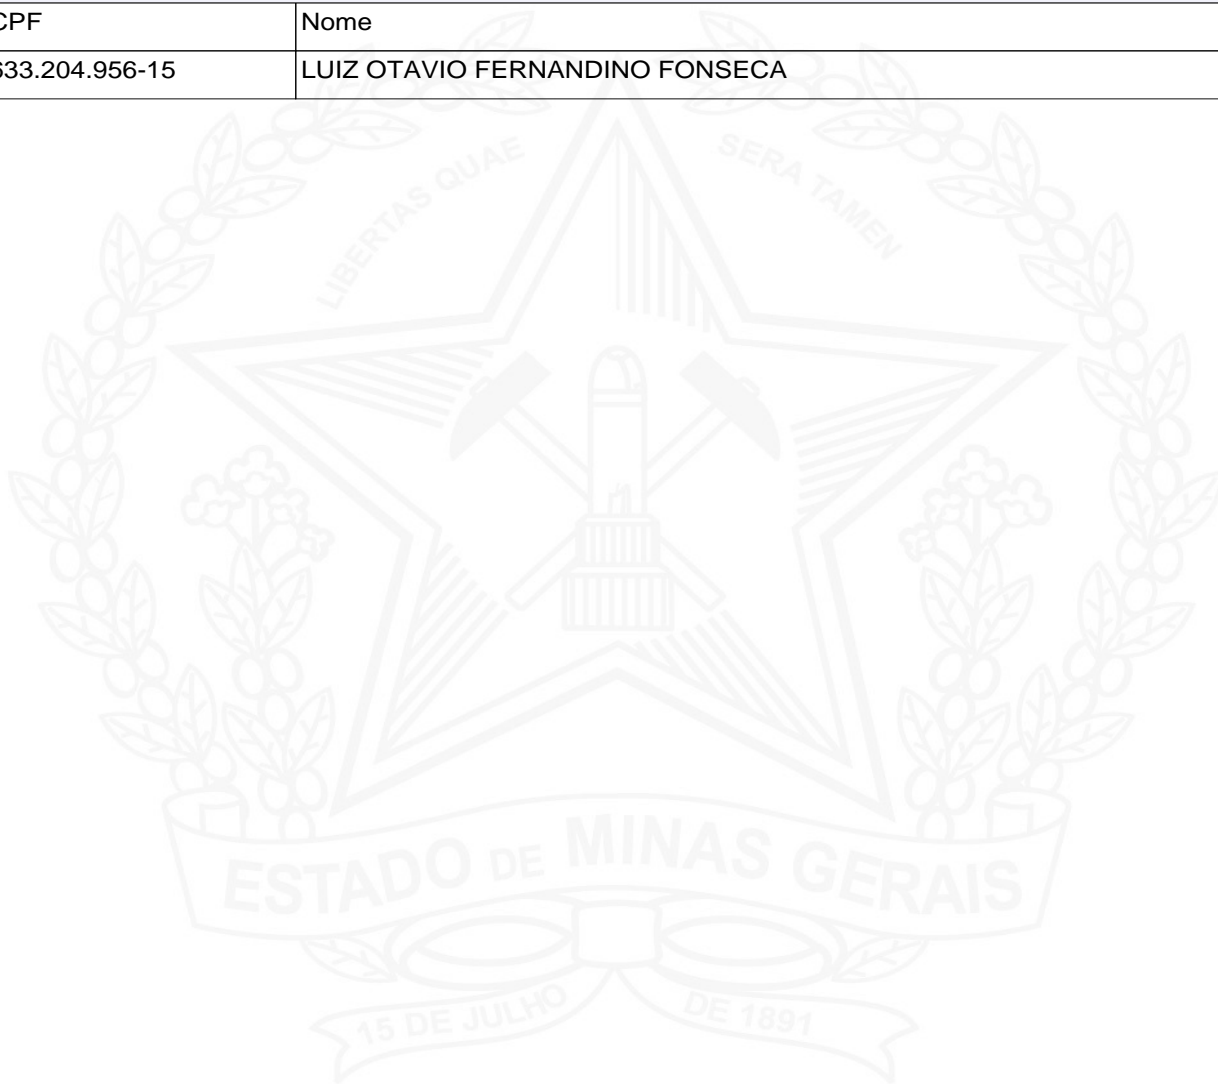 CPF Nome
633.204.956-15 LUIZ OTAVIO FERNANDINO FONSECA
LIBERTAS QUAE SERA TAMEN
ESTADO DE MINAS GERAIS
15 DE JULHO DE 1891